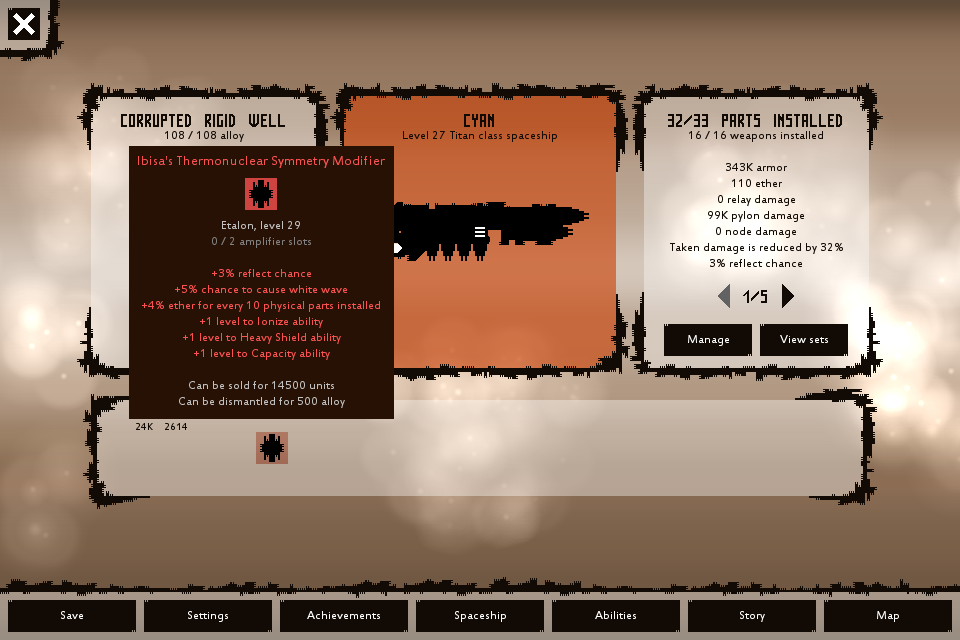 CORRUPTED RIGID WELL
108 / 108 alloy
Ibisa's Thermonuclear Symmetry Modifier
Etalon, level 29
0 / 2 amplifier slots
+3% reflect chance
+5% chance to cause white wave
+4% ether for every 10 physical parts installed
+1 level to Ionize ability
+1 level to Heavy Shield ability
+1 level to Capacity ability
Can be sold for 14500 units
Can be dismantled for 500 alloy
CYAN
Level 27 Titan class spaceship
32/33 PARTS INSTALLED
16 / 16 weapons installed
343K armor
110 ether
0 relay damage
99K pylon damage
0 node damage
Taken damage is reduced by 32%
3% reflect chance
1/5
Manage
View sets
24K 2614
Save
Settings
Achievements
Spaceship
Abilities
Story
Map